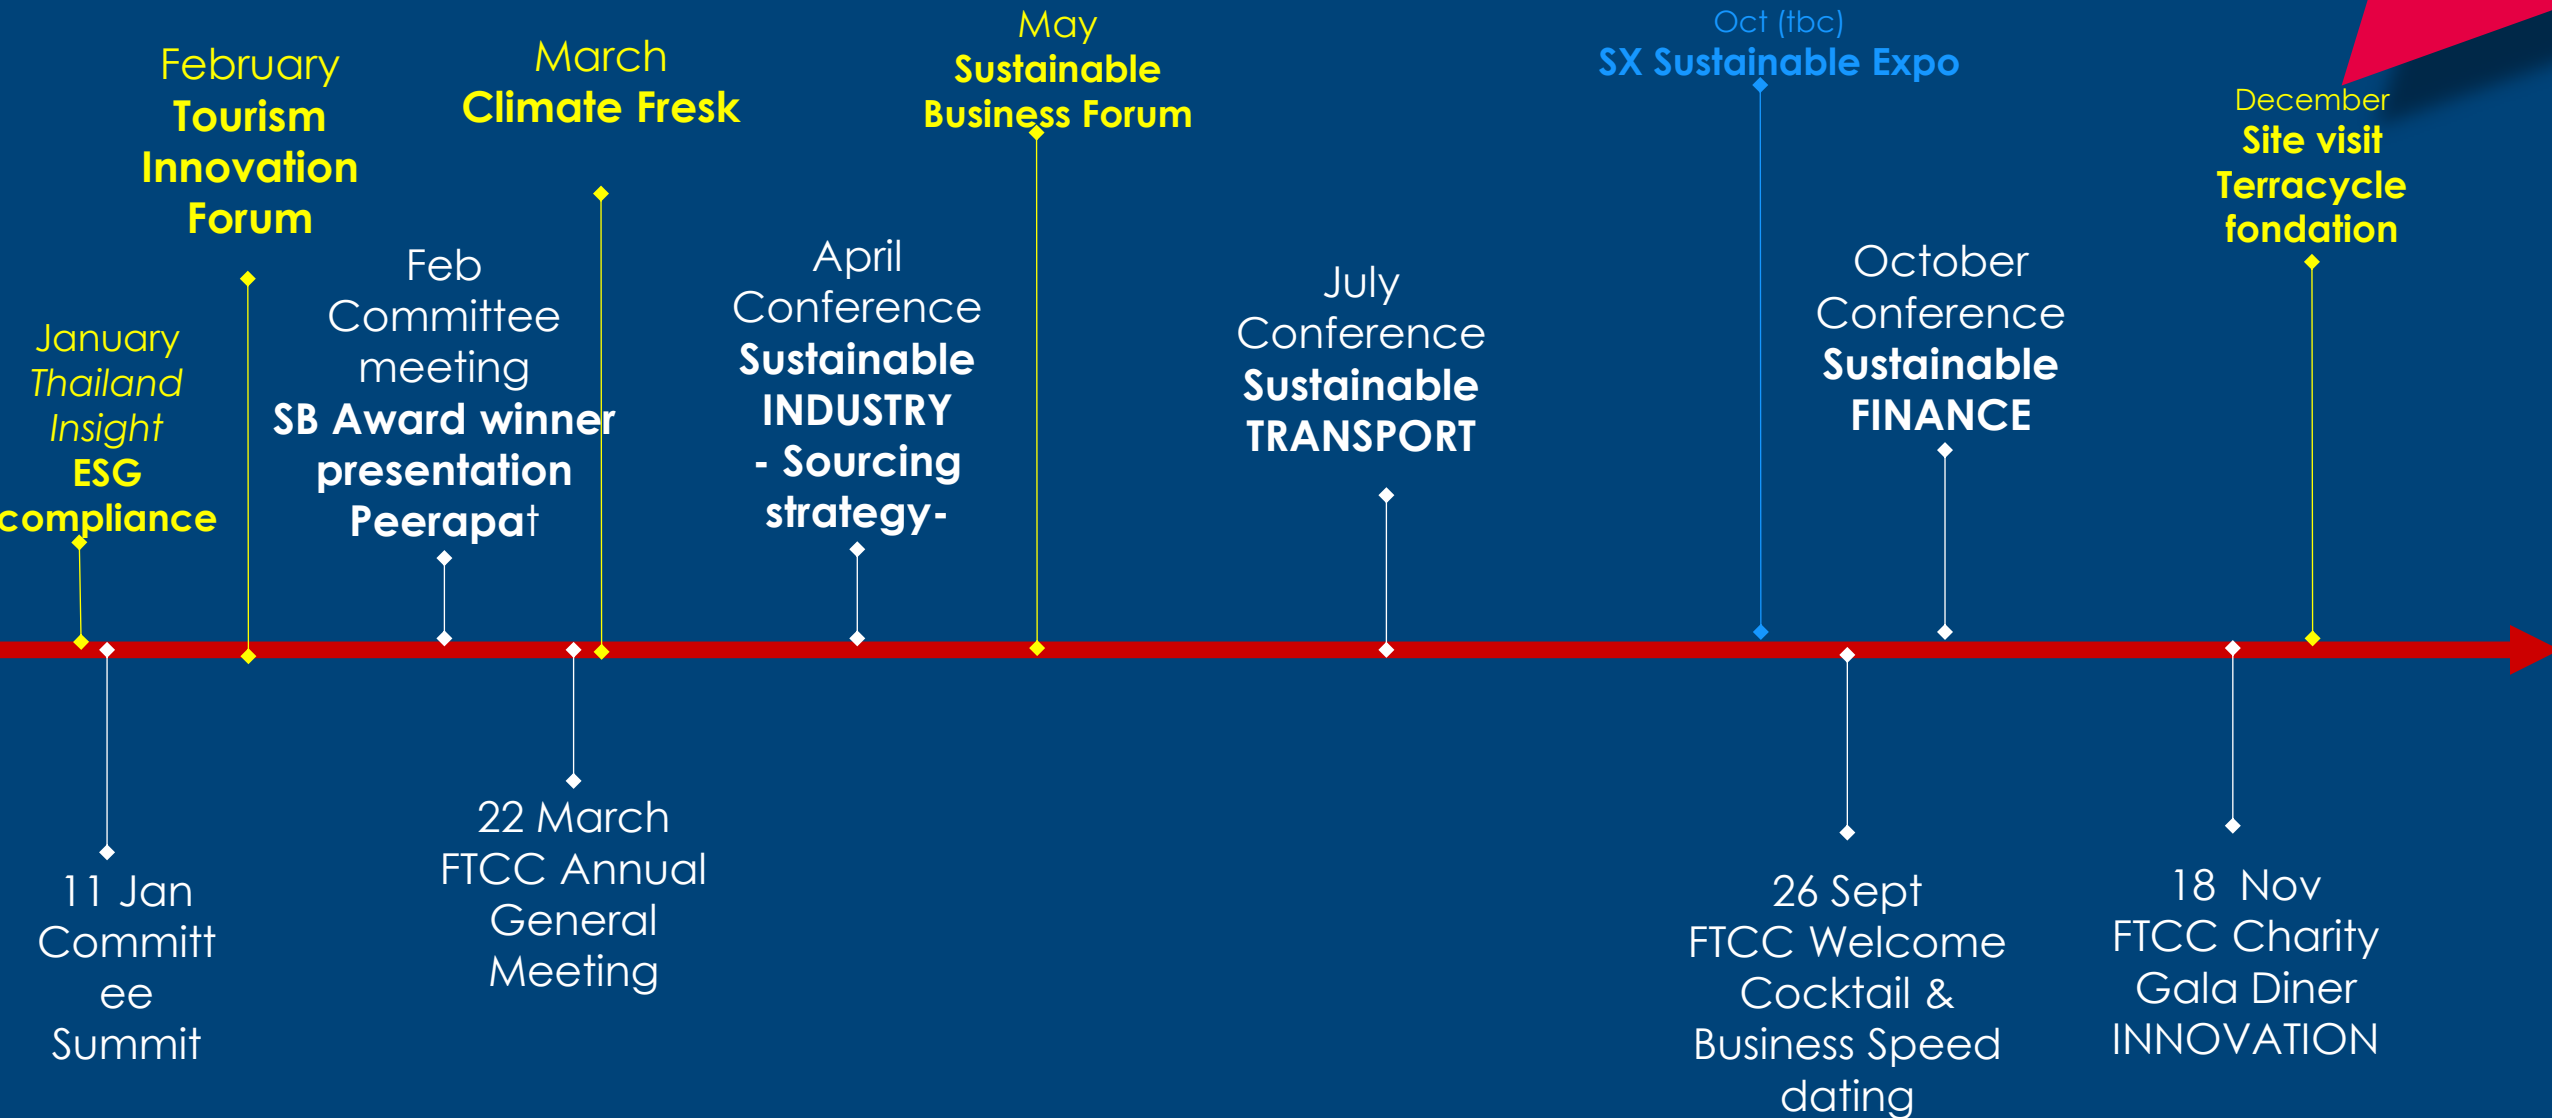 January
Thailand
Insight
ESG
compliance
February
Tourism
Innovation
Forum
Feb
Committee
meeting
SB Award winner
presentation
Peerapat
March
Climate Fresk
April
Conference
Sustainable
INDUSTRY
- Sourcing
strategy-
May
Sustainable
Business Forum
July
Conference
Sustainable
TRANSPORT
Oct (tbc)
SX Sustainable Expo
October
Conference
Sustainable
FINANCE
December
Site visit
Terracycle
fondation
11 Jan
Committ
ee
Summit
22 March
FTCC Annual
General
Meeting
26 Sept
FTCC Welcome
Cocktail &
Business Speed
dating
18 Nov
FTCC Charity
Gala Diner
INNOVATION